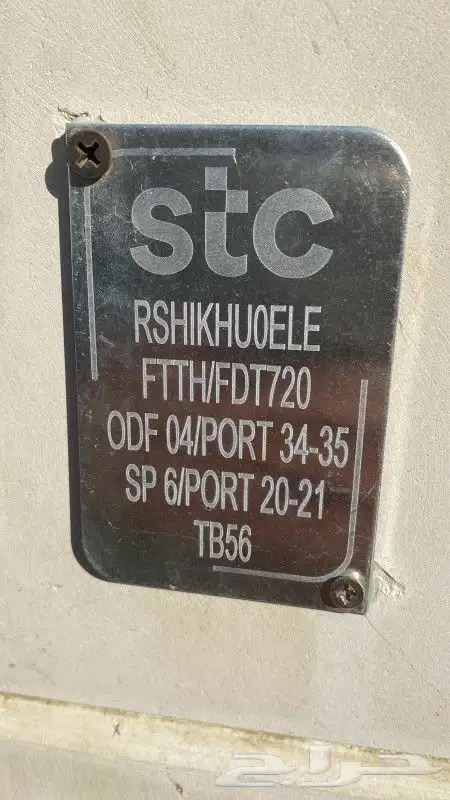 stc
RSHIKHU0ELE
FTTH/FDT720
ODF 04/PORT 34-35
SP 6/PORT 20-21
TB56
حراج